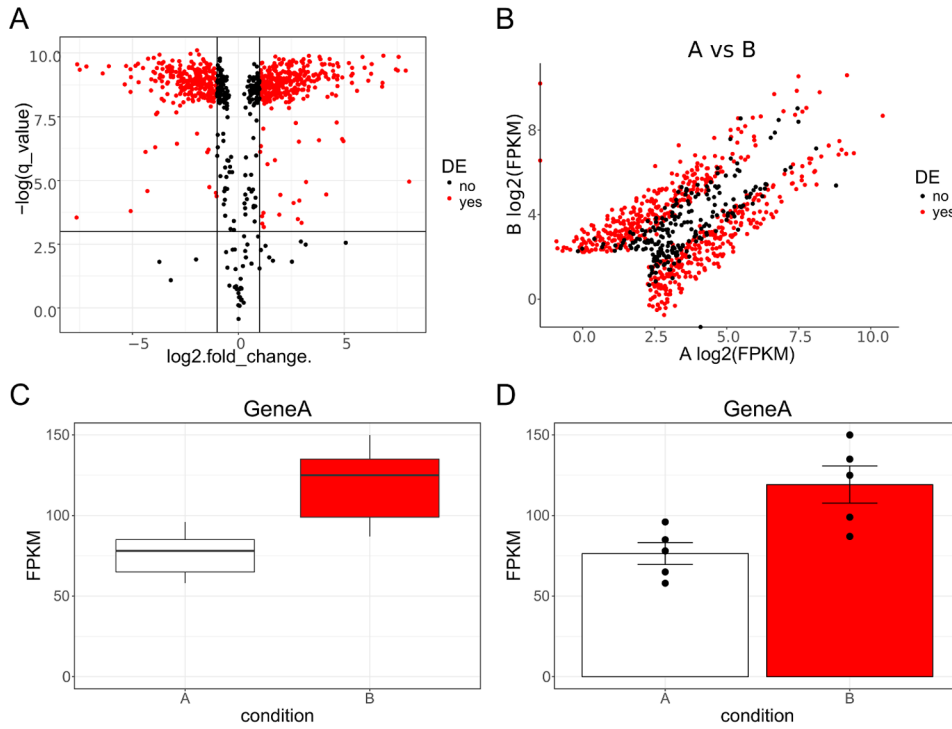 A
10.0
7.5
5.0
2.5
0.0
−log(q_value)
−5
0
5
log2.fold_change.
DE
no
yes
B
A vs B
8
4
0
B log2(FPKM)
0.0
2.5
5.0
7.5
10.0
A log2(FPKM)
DE
no
yes
C
GeneA
150
100
50
0
FPKM
A
B
condition
D
GeneA
150
100
50
0
FPKM
A
B
condition